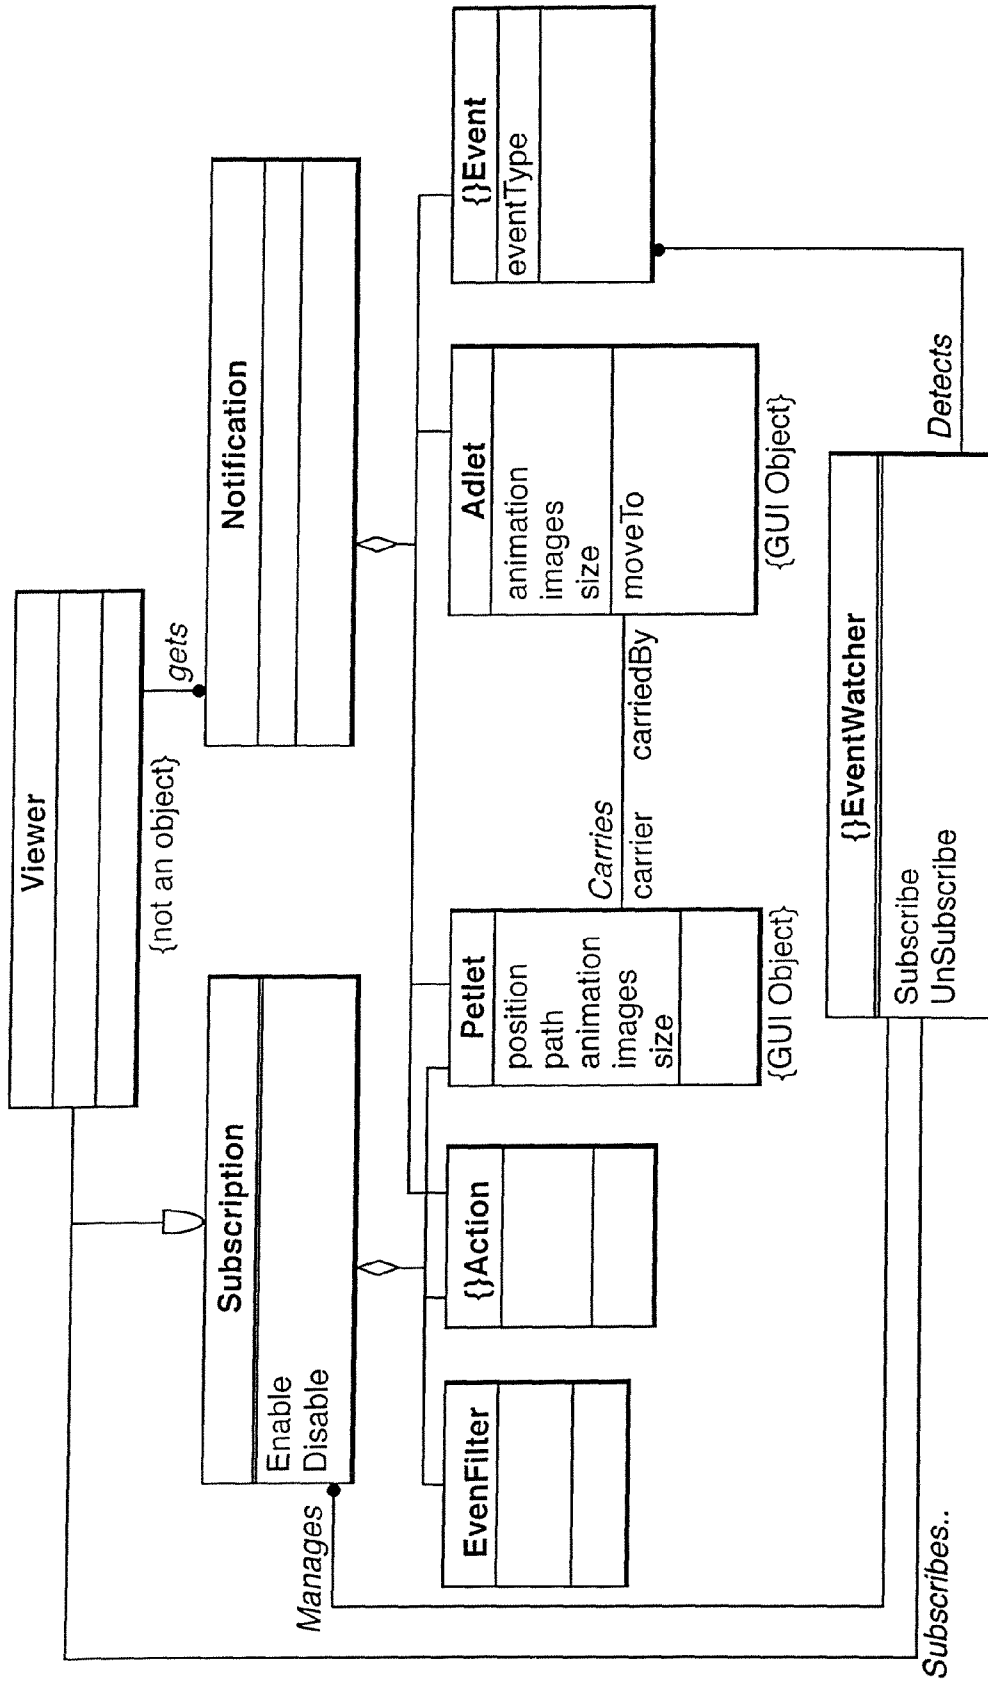 Viewer
{not an object}
gets
Subscription
Enable
Disable
Manages
Notification
EvenFilter
{}Action
Petlet
position
path
animation
images
size
{GUI Object}
Carries
carrier
carriedBy
Adlet
animation
images
size
moveTo
{GUI Object}
{}Event
eventType
{}EventWatcher
Subscribe
UnSubscribe
Detects
Subscribes..